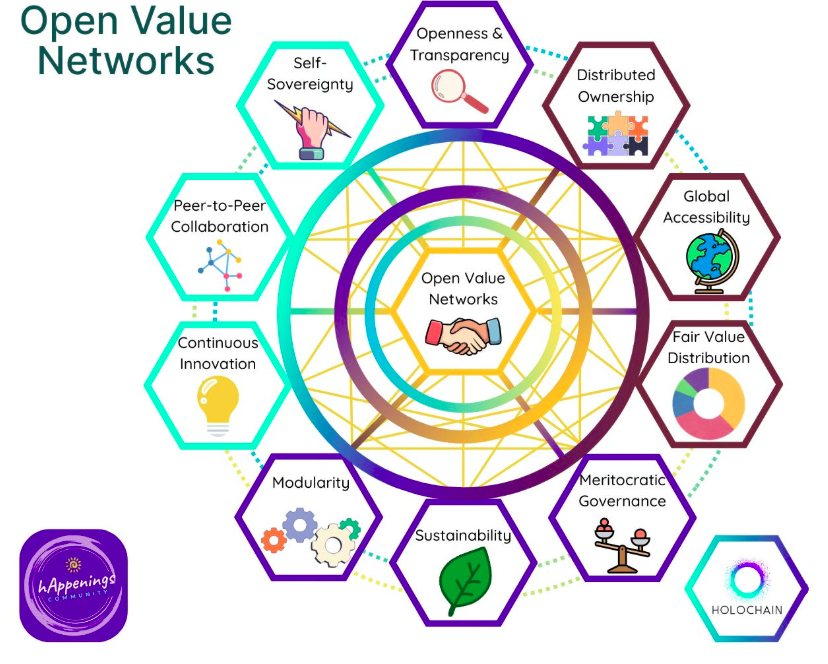 Open Value
Networks
Openness &
Transparency
Distributed
Ownership
Global
Accessibility
Fair Value
Distribution
Meritocratic
Governance
Sustainability
Modularity
Continuous
Innovation
Peer-to-Peer
Collaboration
Self-
Sovereignty
Open Value
Networks
hAppenings
COMMUNITY
HOLOCHAIN